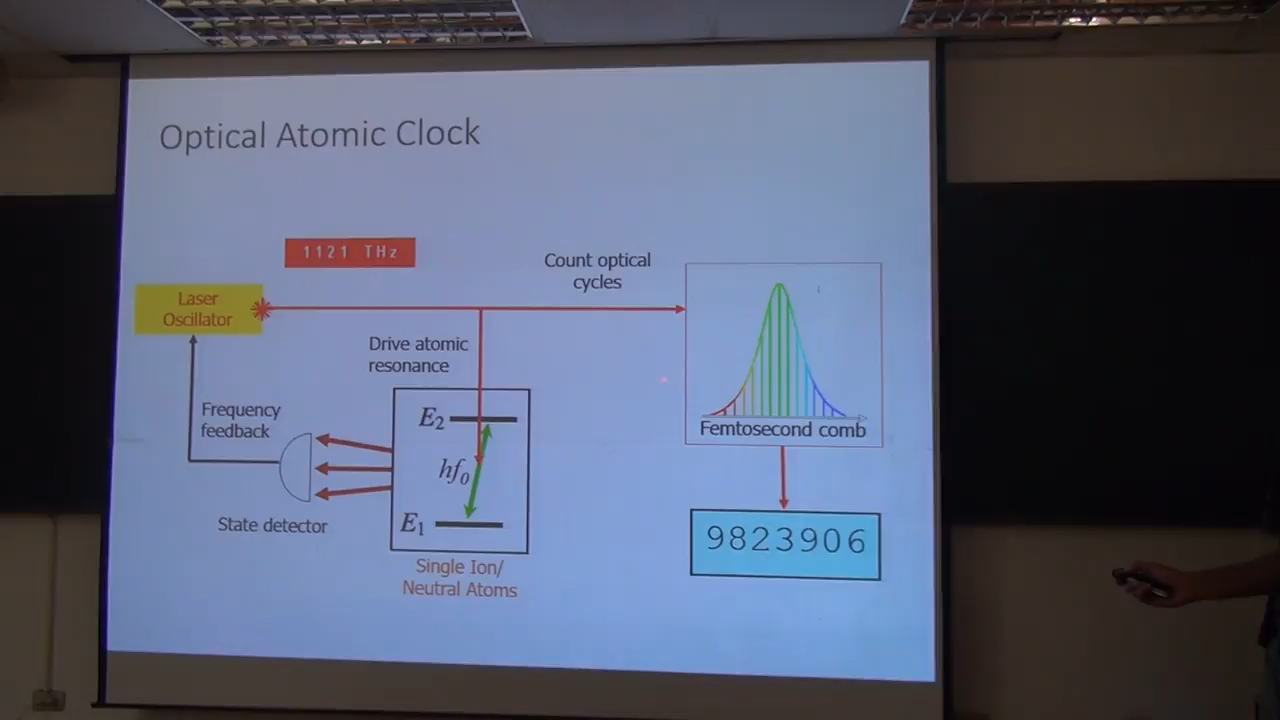 Optical Atomic Clock
1121 THz
Count optical
cycles
Laser
Oscillator
Drive atomic
resonance
Frequency
feedback
E2
hf0
E1
State detector
Single Ion/
Neutral Atoms
Femtosecond comb
9823906